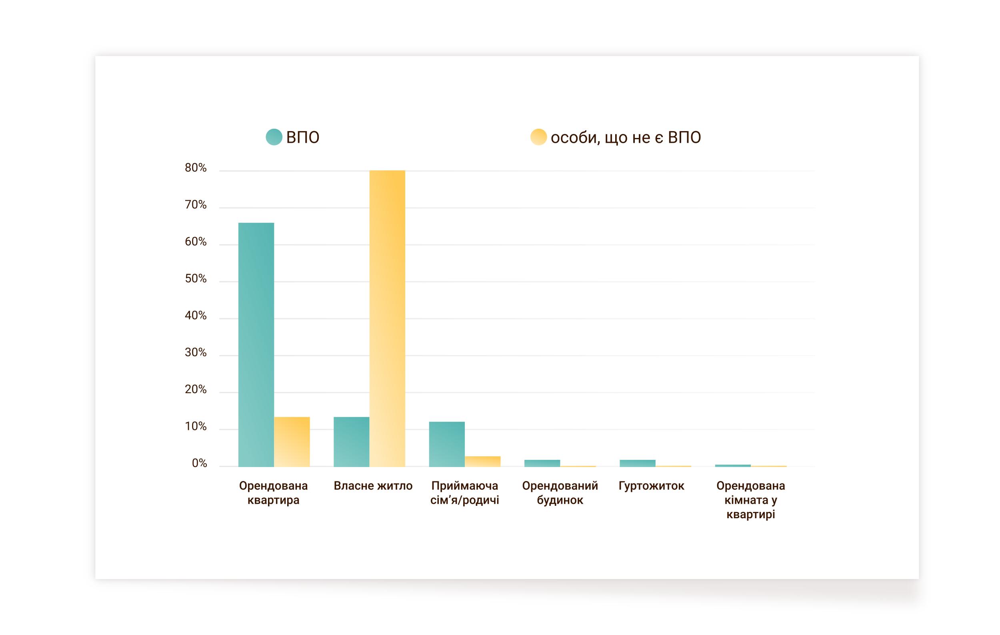 ВПО
особи, що не є ВПО
80%
70%
60%
50%
40%
30%
20%
10%
0%
Орендована
квартира
Власне житло
Приймаюча
сім’я/родичі
Орендований
будинок
Гуртожиток
Орендована
кімната у
квартирі